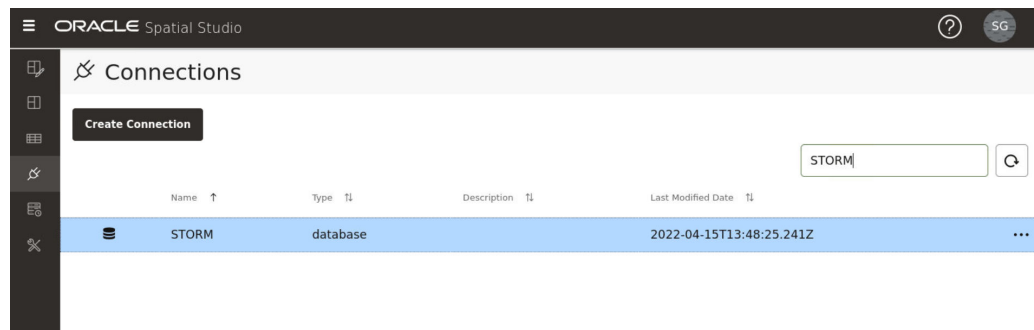 ORACLE Spatial Studio
SG
Connections
Create Connection
STORM
Name Type Description Last Modified Date
STORM database 2022-04-15T13:48:25.241Z